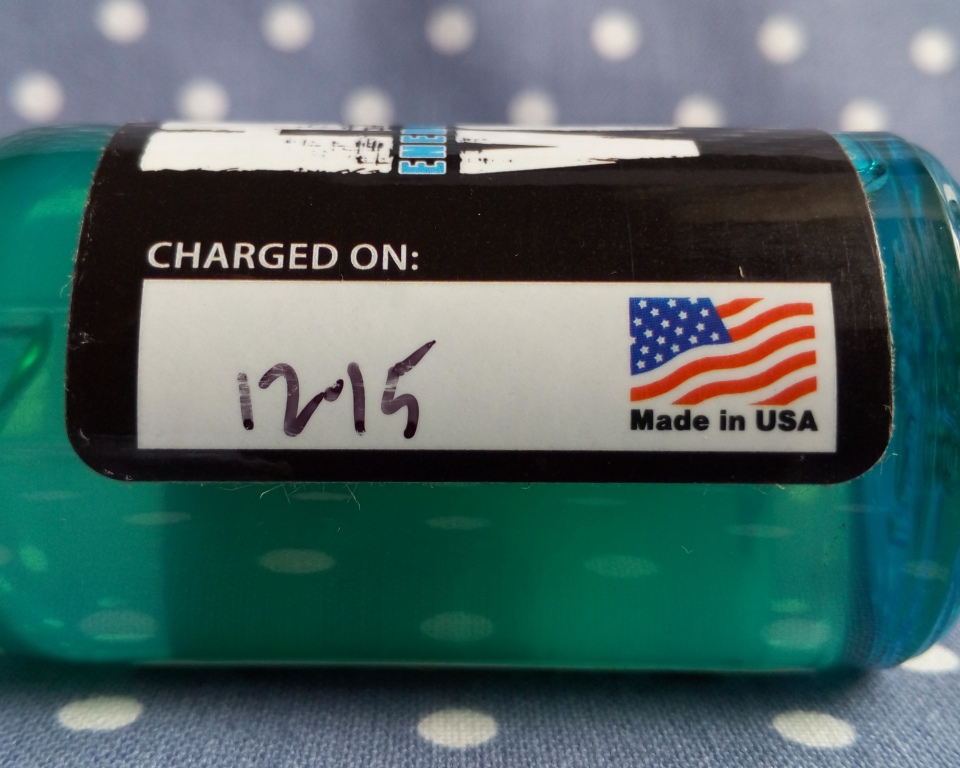 CHARGED ON:
12-15
Made in USA